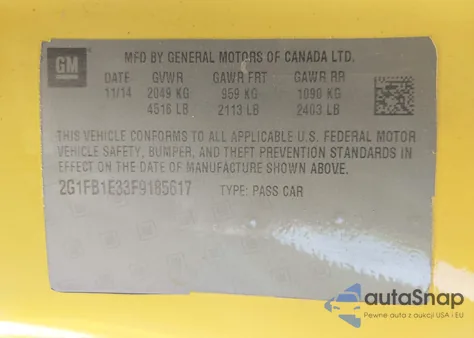 GM
MFD BY GENERAL MOTORS OF CANADA LTD.
DATE GVWR GAWR FRT GAWR RR
11/14 2049 KG 959 KG 1090 KG
4516 LB 2113 LB 2403 LB
THIS VEHICLE CONFORMS TO ALL APPLICABLE U.S. FEDERAL MOTOR
VEHICLE SAFETY, BUMPER, AND THEFT PREVENTION STANDARDS IN
EFFECT ON THE DATE OF MANUFACTURE SHOWN ABOVE.
2G1FB1E33F9185617 TYPE: PASS CAR
autoSnap
Pewne auta z aukcji USA i EU